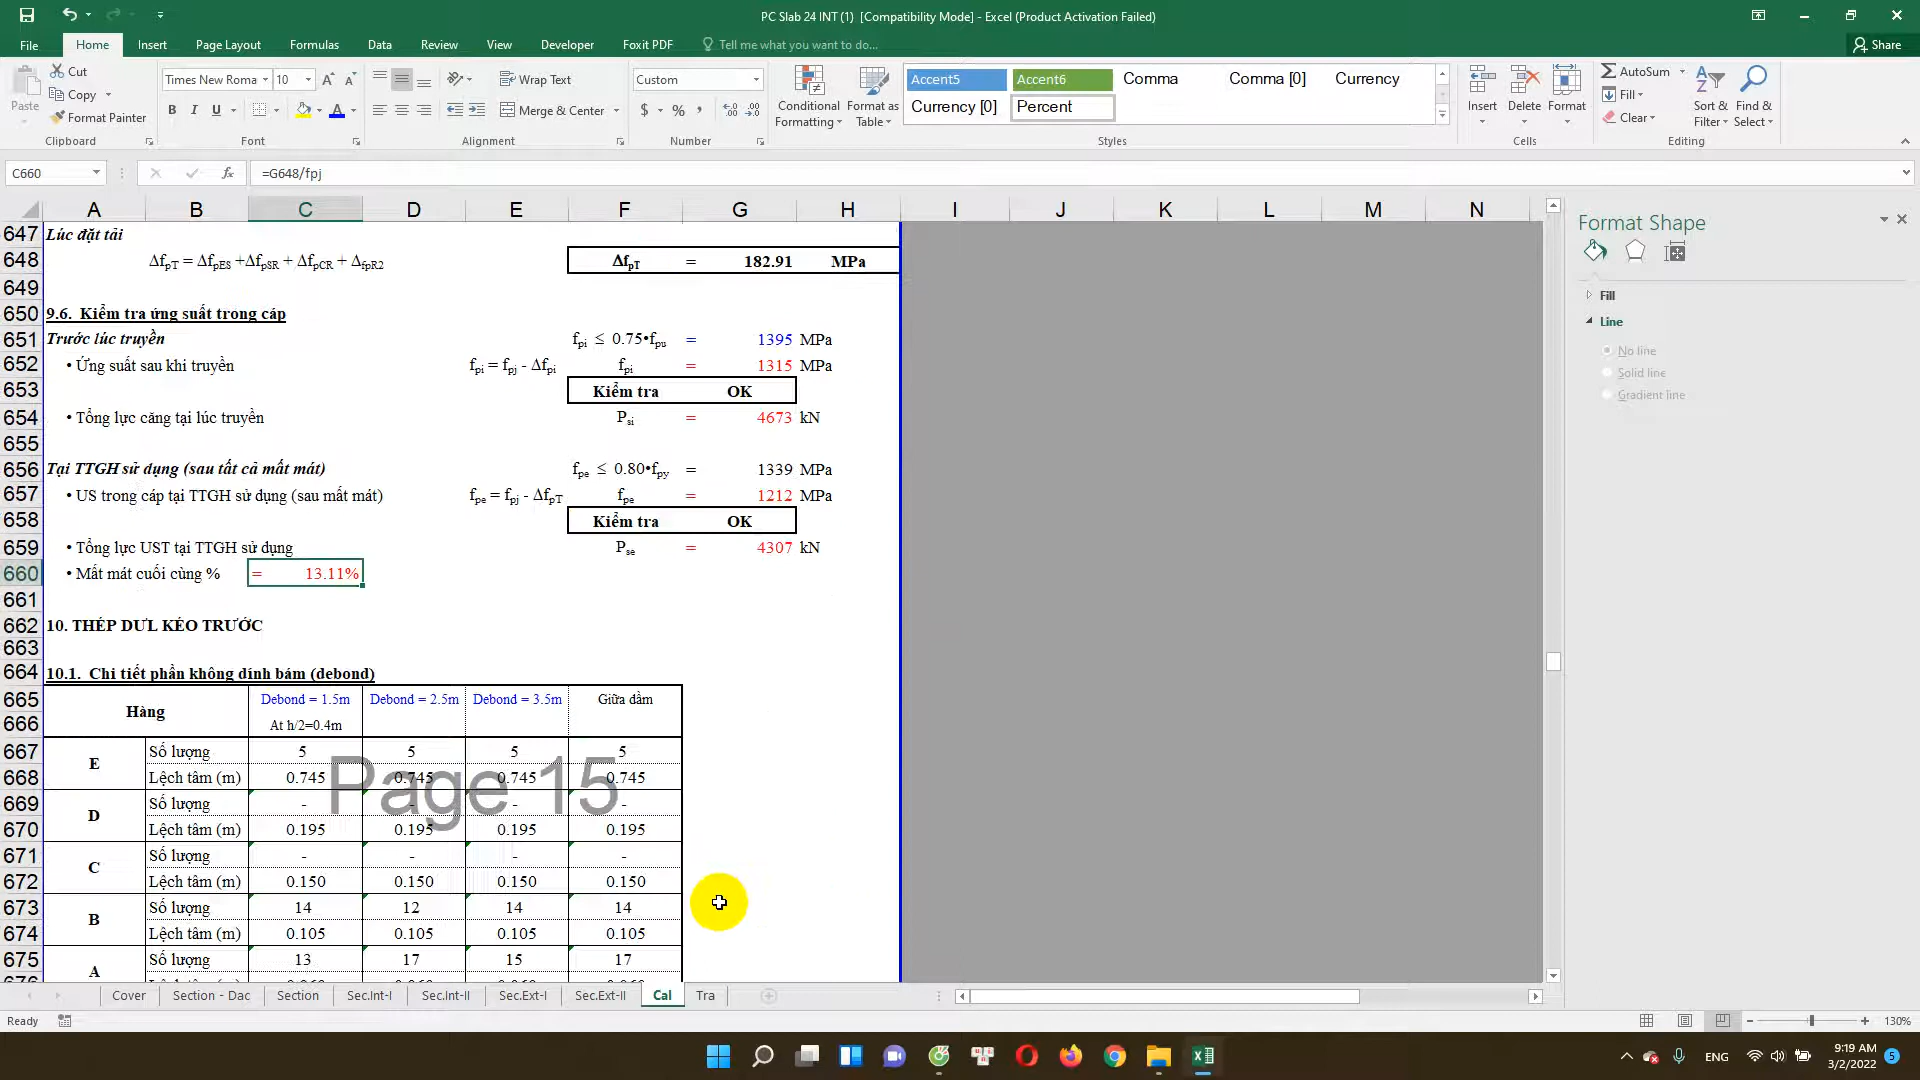 PC Slab 24 INT (1)  [Compatibility Mode] - Excel (Product Activation Failed)
File Home Insert Page Layout Formulas Data Review View Developer Foxit PDF Tell me what you want to do... Share
Paste Cut Copy Format Painter Clipboard
Times New Roma 10 B I U Font
Wrap Text Merge & Center Alignment
Custom $ % , Number
Conditional Formatting Format as Table
Accent5 Accent6 Comma Comma [0] Currency
Currency [0] Percent
Styles
Insert Delete Format Cells
AutoSum Fill Clear Sort & Filter Find & Select Editing
C660 fx =G648/fpj
A B C D E F G H I J K L M N
647 Lúc đặt tải
648 ΔfpT = ΔfpES +ΔfpSR + ΔfpCR + ΔfpR2 ΔfpT = 182.91 MPa
649
650 9.6. Kiểm tra ứng suất trong cáp
651 Trước lúc truyền fpi ≤ 0.75•fpu = 1395 MPa
652 • Ứng suất sau khi truyền fpi = fpj - Δfpi fpi = 1315 MPa
653 Kiểm tra OK
654 • Tổng lực căng tại lúc truyền Psi = 4673 kN
655
656 Tại TTGH sử dụng (sau tất cả mất mát) fpe ≤ 0.80•fpy = 1339 MPa
657 • US trong cáp tại TTGH sử dụng (sau mất mát) fpe = fpj - ΔfpT fpe = 1212 MPa
658 Kiểm tra OK
659 • Tổng lực UST tại TTGH sử dụng Pse = 4307 kN
660 • Mất mát cuối cùng % = 13.11%
661
662 10. THÉP DƯL KÉO TRƯỚC
663
664 10.1. Chi tiết phần không dính bám (debond)
665 Hàng Debond = 1.5m Debond = 2.5m Debond = 3.5m Giữa dầm
666 At h/2=0.4m
667 E Số lượng 5 5 5 5
668 Lệch tâm (m) 0.745 0.745 0.745 0.745
Page 15
669 D Số lượng - - - -
670 Lệch tâm (m) 0.195 0.195 0.195 0.195
671 C Số lượng - - - -
672 Lệch tâm (m) 0.150 0.150 0.150 0.150
673 B Số lượng 14 12 14 14
674 Lệch tâm (m) 0.105 0.105 0.105 0.105
675 A Số lượng 13 17 15 17
Format Shape
Fill
Line
No line
Solid line
Gradient line
Cover Section - Dac Section Sec.Int-I Sec.Int-II Sec.Ext-I Sec.Ext-II Cal Tra
Ready 130%
ENG 9:19 AM
3/2/2022 5